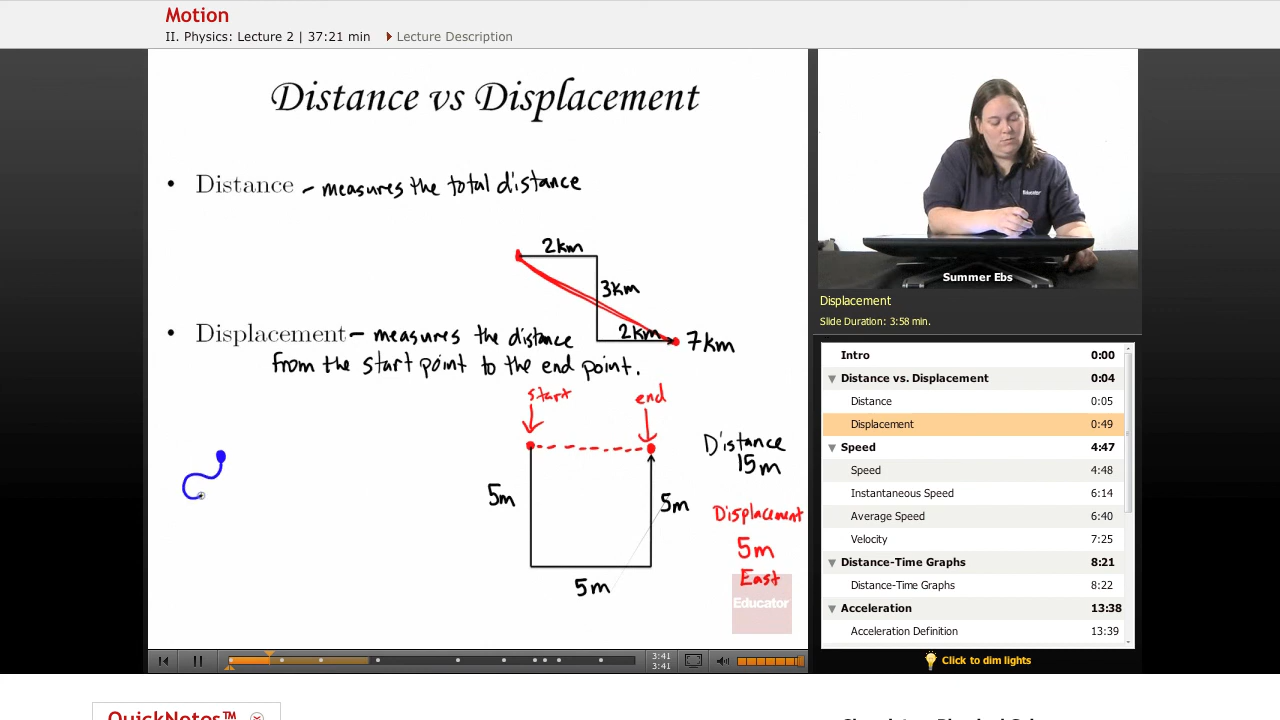 Motion
II. Physics: Lecture 2 | 37:21 min Lecture Description
Distance vs Displacement
• Distance - measures the total distance
2km
3km
2km
7km
• Displacement - measures the distance
from the start point to the end point.
start
end
Distance
15m
5m
5m
Displacement
5m
East
5m
Educator
Educator
Summer Ebs
Displacement
Slide Duration: 3:58 min.
Intro 0:00
Distance vs. Displacement 0:04
Distance 0:05
Displacement 0:49
Speed 4:47
Speed 4:48
Instantaneous Speed 6:14
Average Speed 6:40
Velocity 7:25
Distance-Time Graphs 8:21
Distance-Time Graphs 8:22
Acceleration 13:38
Acceleration Definition 13:39
3:41
3:41
Click to dim lights
QuickNotes™